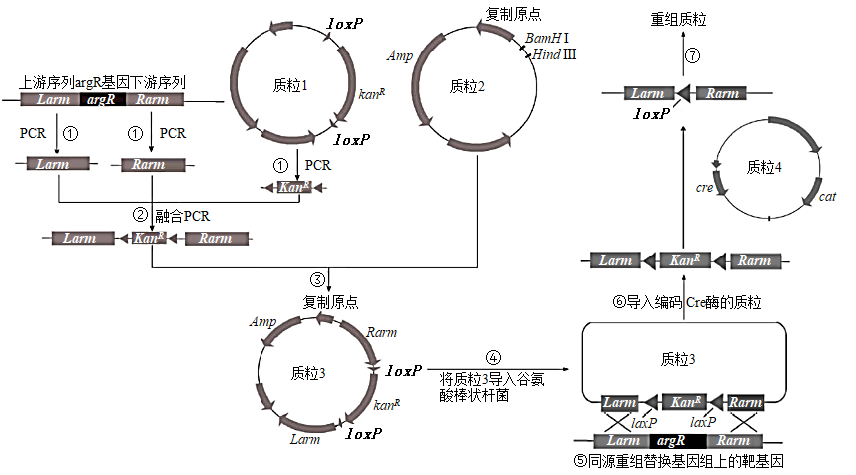 loxP
质粒1
kanR
loxP
复制原点
BamHⅠ
HindⅢ
Amp
质粒2
上游序列argR基因下游序列
Larm argR Rarm
PCR ① ① PCR
Larm Rarm
① PCR
KanR
② 融合PCR
Larm KanR Rarm
③
复制原点
Amp
Rarm
质粒3
loxP
kanR
loxP
Larm
④
将质粒3导入谷氨
酸棒状杆菌
重组质粒
⑦
Larm Rarm
loxP
质粒4
cre
cat
Larm KanR Rarm
⑥导入编码Cre酶的质粒
质粒3
Larm KanR Rarm
laxP laxP
Larm argR Rarm
⑤同源重组替换基因组上的靶基因